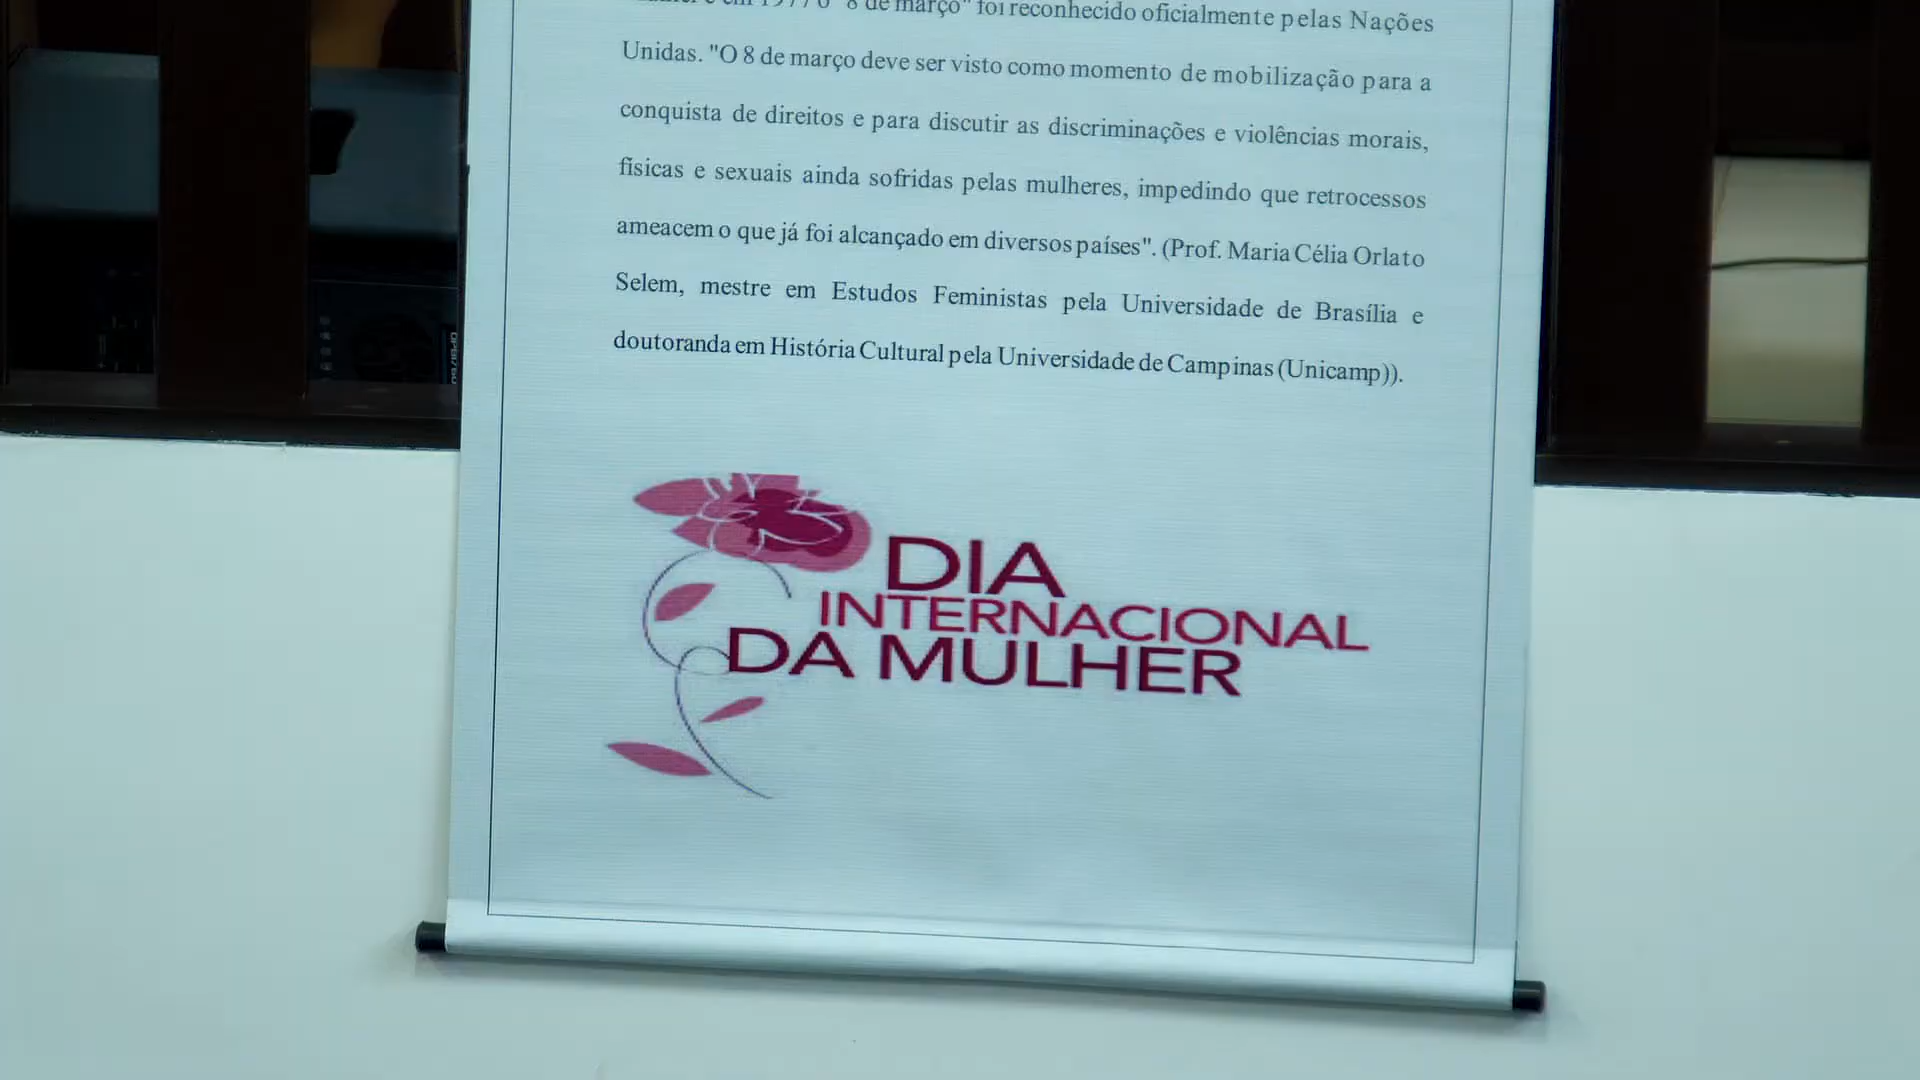 "8 de março" foi reconhecido oficialmente pelas Nações
Unidas. "O 8 de março deve ser visto como momento de mobilização para a
conquista de direitos e para discutir as discriminações e violências morais,
físicas e sexuais ainda sofridas pelas mulheres, impedindo que retrocessos
ameacem o que já foi alcançado em diversos países". (Prof. Maria Célia Orlato
Selem, mestre em Estudos Feministas pela Universidade de Brasília e
doutoranda em História Cultural pela Universidade de Campinas (Unicamp)).
DIA
INTERNACIONAL
DA MULHER